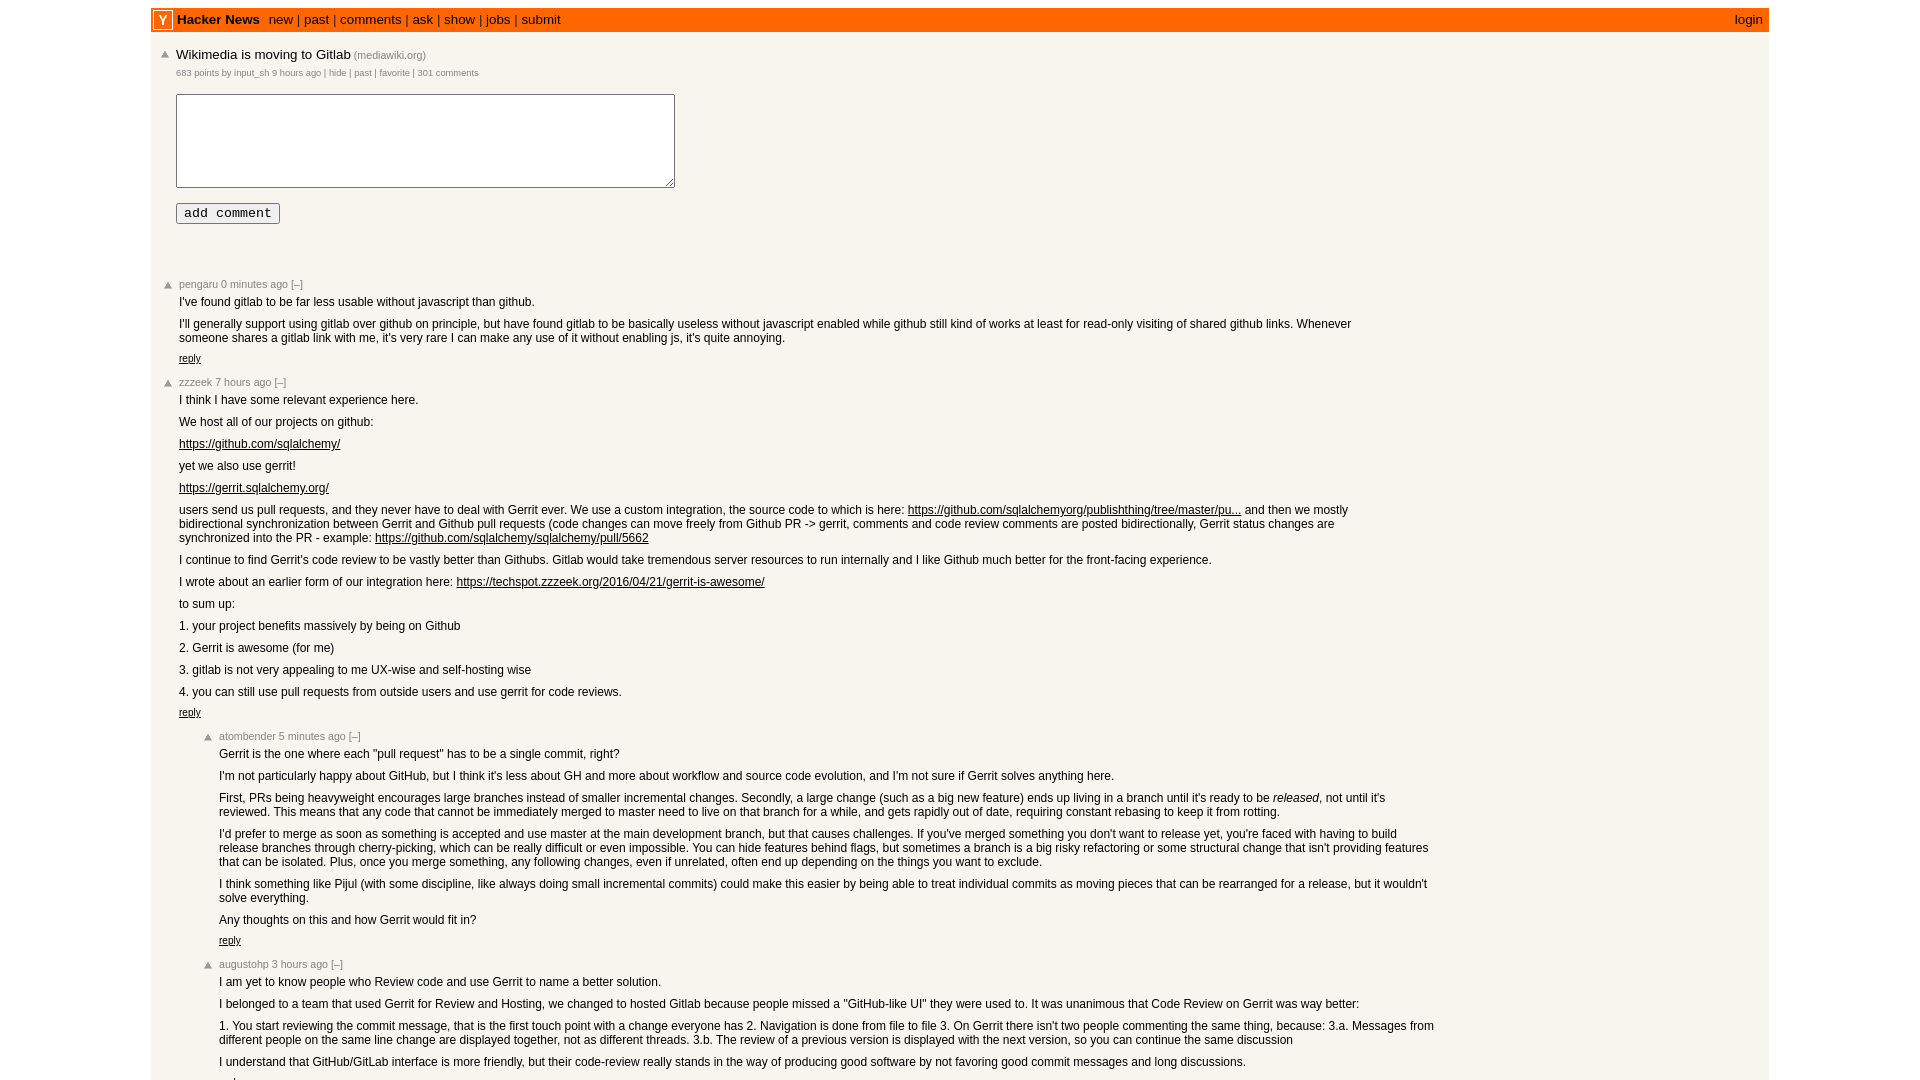 Y Hacker News new | past | comments | ask | show | jobs | submit login
Wikimedia is moving to Gitlab (mediawiki.org)
683 points by input_sh 9 hours ago | hide | past | favorite | 301 comments
add comment
pengaru 0 minutes ago [–]
I've found gitlab to be far less usable without javascript than github.
I'll generally support using gitlab over github on principle, but have found gitlab to be basically useless without javascript enabled while github still kind of works at least for read-only visiting of shared github links. Whenever
someone shares a gitlab link with me, it's very rare I can make any use of it without enabling js, it's quite annoying.
reply
zzzeek 7 hours ago [–]
I think I have some relevant experience here.
We host all of our projects on github:
https://github.com/sqlalchemy/
yet we also use gerrit!
https://gerrit.sqlalchemy.org/
users send us pull requests, and they never have to deal with Gerrit ever. We use a custom integration, the source code to which is here: https://github.com/sqlalchemyorg/publishthing/tree/master/pu... and then we mostly
bidirectional synchronization between Gerrit and Github pull requests (code changes can move freely from Github PR -> gerrit, comments and code review comments are posted bidirectionally, Gerrit status changes are
synchronized into the PR - example: https://github.com/sqlalchemy/sqlalchemy/pull/5662
I continue to find Gerrit's code review to be vastly better than Githubs. Gitlab would take tremendous server resources to run internally and I like Github much better for the front-facing experience.
I wrote about an earlier form of our integration here: https://techspot.zzzeek.org/2016/04/21/gerrit-is-awesome/
to sum up:
1. your project benefits massively by being on Github
2. Gerrit is awesome (for me)
3. gitlab is not very appealing to me UX-wise and self-hosting wise
4. you can still use pull requests from outside users and use gerrit for code reviews.
reply
atombender 5 minutes ago [–]
Gerrit is the one where each "pull request" has to be a single commit, right?
I'm not particularly happy about GitHub, but I think it's less about GH and more about workflow and source code evolution, and I'm not sure if Gerrit solves anything here.
First, PRs being heavyweight encourages large branches instead of smaller incremental changes. Secondly, a large change (such as a big new feature) ends up living in a branch until it's ready to be released, not until it's
reviewed. This means that any code that cannot be immediately merged to master need to live on that branch for a while, and gets rapidly out of date, requiring constant rebasing to keep it from rotting.
I'd prefer to merge as soon as something is accepted and use master at the main development branch, but that causes challenges. If you've merged something you don't want to release yet, you're faced with having to build
release branches through cherry-picking, which can be really difficult or even impossible. You can hide features behind flags, but sometimes a branch is a big risky refactoring or some structural change that isn't providing features
that can be isolated. Plus, once you merge something, any following changes, even if unrelated, often end up depending on the things you want to exclude.
I think something like Pijul (with some discipline, like always doing small incremental commits) could make this easier by being able to treat individual commits as moving pieces that can be rearranged for a release, but it wouldn't
solve everything.
Any thoughts on this and how Gerrit would fit in?
reply
augustohp 3 hours ago [–]
I am yet to know people who Review code and use Gerrit to name a better solution.
I belonged to a team that used Gerrit for Review and Hosting, we changed to hosted Gitlab because people missed a "GitHub-like UI" they were used to. It was unanimous that Code Review on Gerrit was way better:
1. You start reviewing the commit message, that is the first touch point with a change everyone has 2. Navigation is done from file to file 3. On Gerrit there isn't two people commenting the same thing, because: 3.a. Messages from
different people on the same line change are displayed together, not as different threads. 3.b. The review of a previous version is displayed with the next version, so you can continue the same discussion
I understand that GitHub/GitLab interface is more friendly, but their code-review really stands in the way of producing good software by not favoring good commit messages and long discussions.